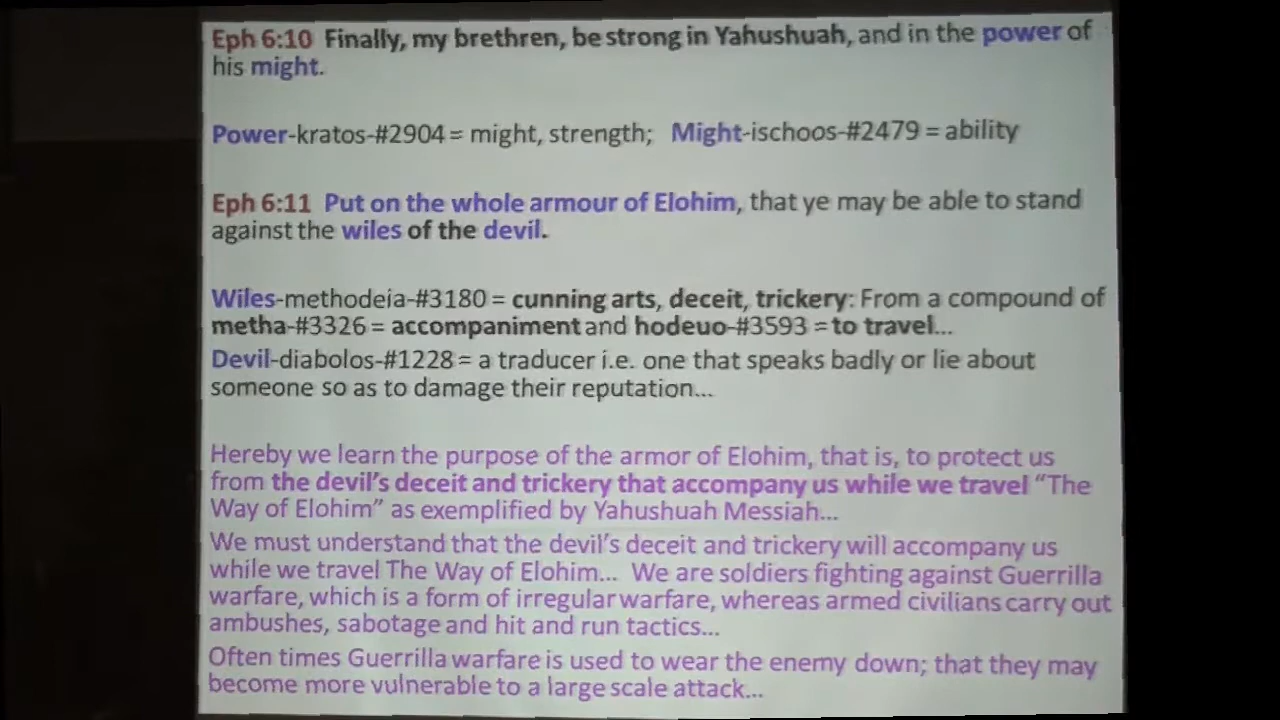 Eph 6:10 Finally, my brethren, be strong in Yahushuah, and in the power of
his might.
Power-kratos-#2904 = might, strength; Might-ischoos-#2479 = ability
Eph 6:11 Put on the whole armour of Elohim, that ye may be able to stand
against the wiles of the devil.
Wiles-methodeía-#3180 = cunning arts, deceit, trickery: From a compound of
metha-#3326 = accompaniment and hodeuo-#3593 = to travel...
Devil-diabolos-#1228 = a traducer i.e. one that speaks badly or lie about
someone so as to damage their reputation...
Hereby we learn the purpose of the armor of Elohim, that is, to protect us
from the devil's deceit and trickery that accompany us while we travel "The
Way of Elohim" as exemplified by Yahushuah Messiah...
We must understand that the devil's deceit and trickery will accompany us
while we travel The Way of Elohim... We are soldiers fighting against Guerrilla
warfare, which is a form of irregular warfare, whereas armed civilians carry out
ambushes, sabotage and hit and run tactics...
Often times Guerrilla warfare is used to wear the enemy down; that they may
become more vulnerable to a large scale attack...